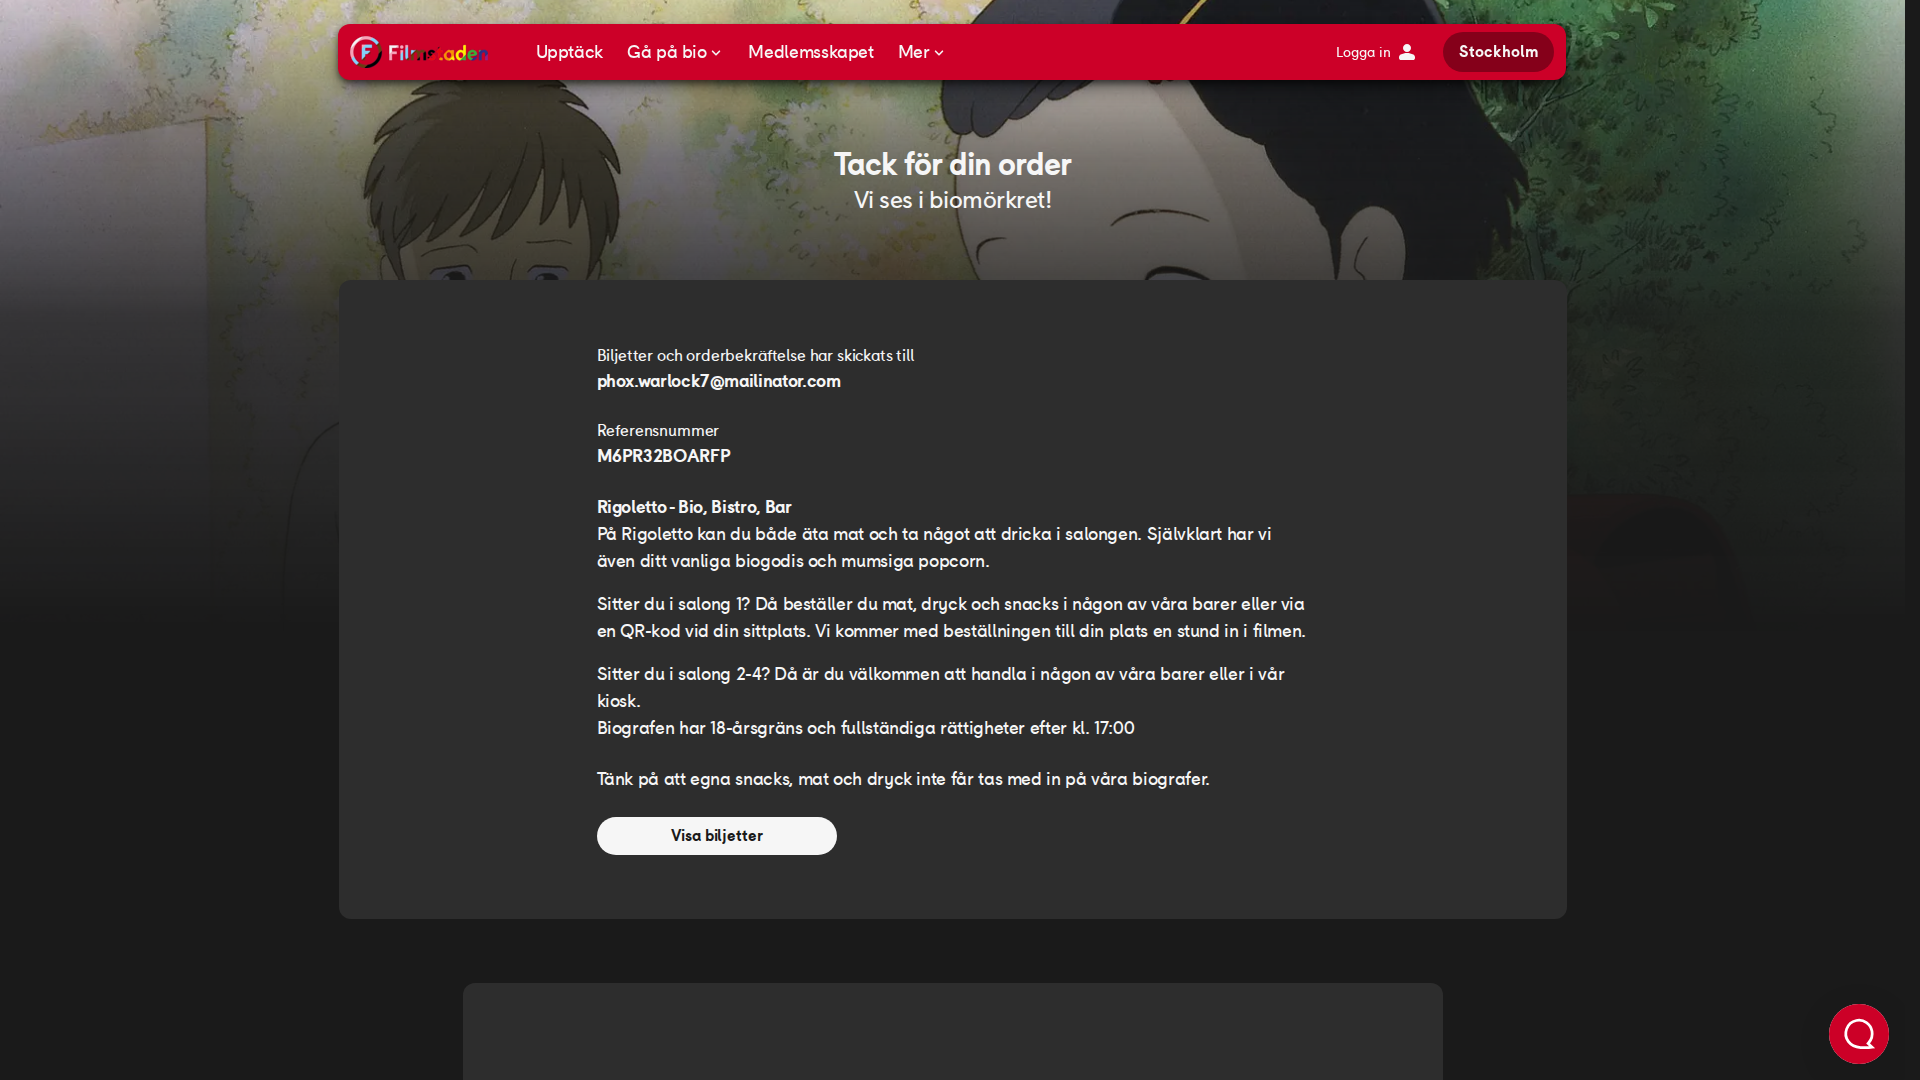 Filmstaden
Upptäck
Gå på bio
Medlemsskapet
Mer
Logga in
Stockholm
Tack för din order
Vi ses i biomörkret!
Biljetter och orderbekräftelse har skickats till
phox.warlock7@mailinator.com
Referensnummer
M6PR32BOARFP
Rigoletto - Bio, Bistro, Bar
På Rigoletto kan du både äta mat och ta något att dricka i salongen. Självklart har vi
även ditt vanliga biogodis och mumsiga popcorn.
Sitter du i salong 1? Då beställer du mat, dryck och snacks i någon av våra barer eller via
en QR-kod vid din sittplats. Vi kommer med beställningen till din plats en stund in i filmen.
Sitter du i salong 2-4? Då är du välkommen att handla i någon av våra barer eller i vår
kiosk.
Biografen har 18-årsgräns och fullständiga rättigheter efter kl. 17:00
Tänk på att egna snacks, mat och dryck inte får tas med in på våra biografer.
Visa biljetter